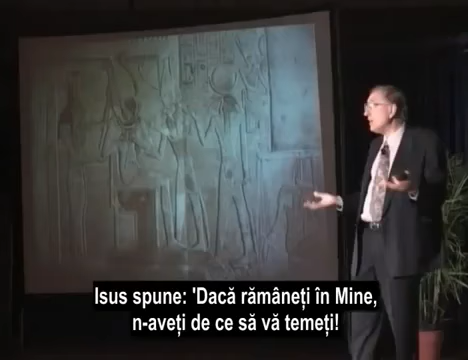 Isus spune: 'Dacă rămâneți în Mine,
n-aveți de ce să vă temeți!